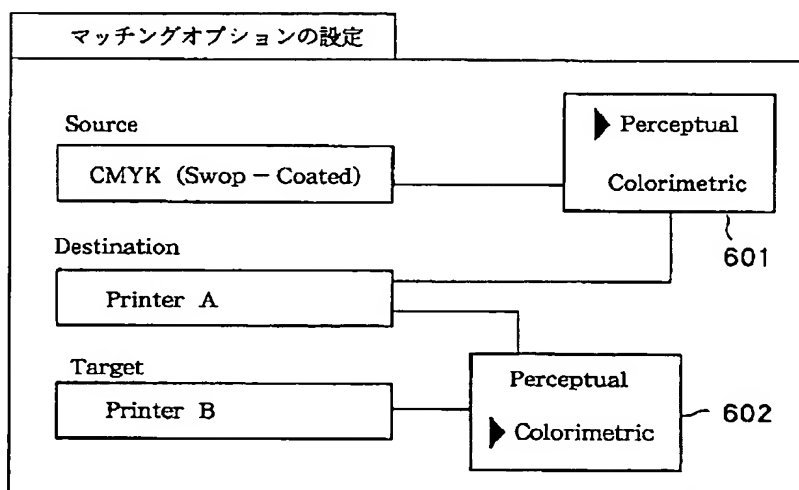 マッチングオプションの設定
Source
CMYK (Swop－Coated)
Perceptual
Colorimetric
601
Destination
Printer A
Target
Printer B
Perceptual
Colorimetric
602